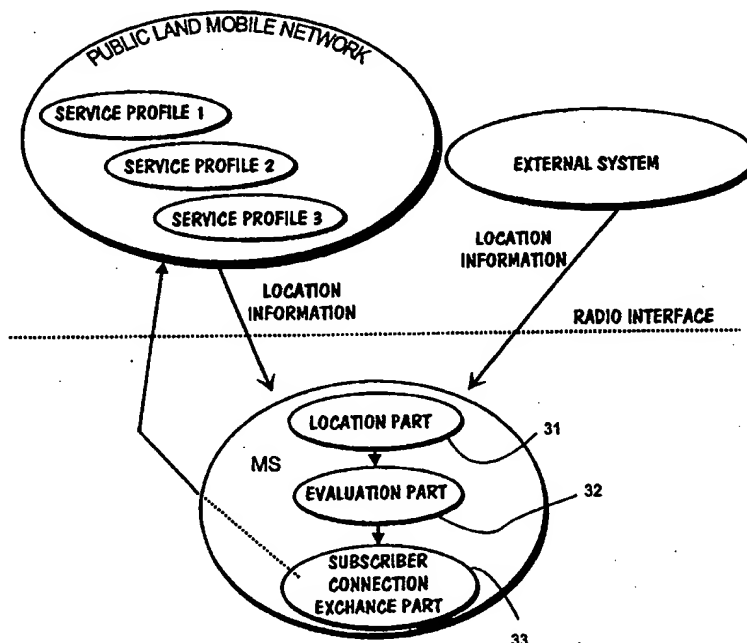 PUBLIC LAND MOBILE NETWORK
SERVICE PROFILE 1
SERVICE PROFILE 2
SERVICE PROFILE 3
EXTERNAL SYSTEM
LOCATION
INFORMATION
LOCATION
INFORMATION
RADIO INTERFACE
LOCATION PART
31
MS
EVALUATION PART
32
SUBSCRIBER
CONNECTION
EXCHANGE PART
33